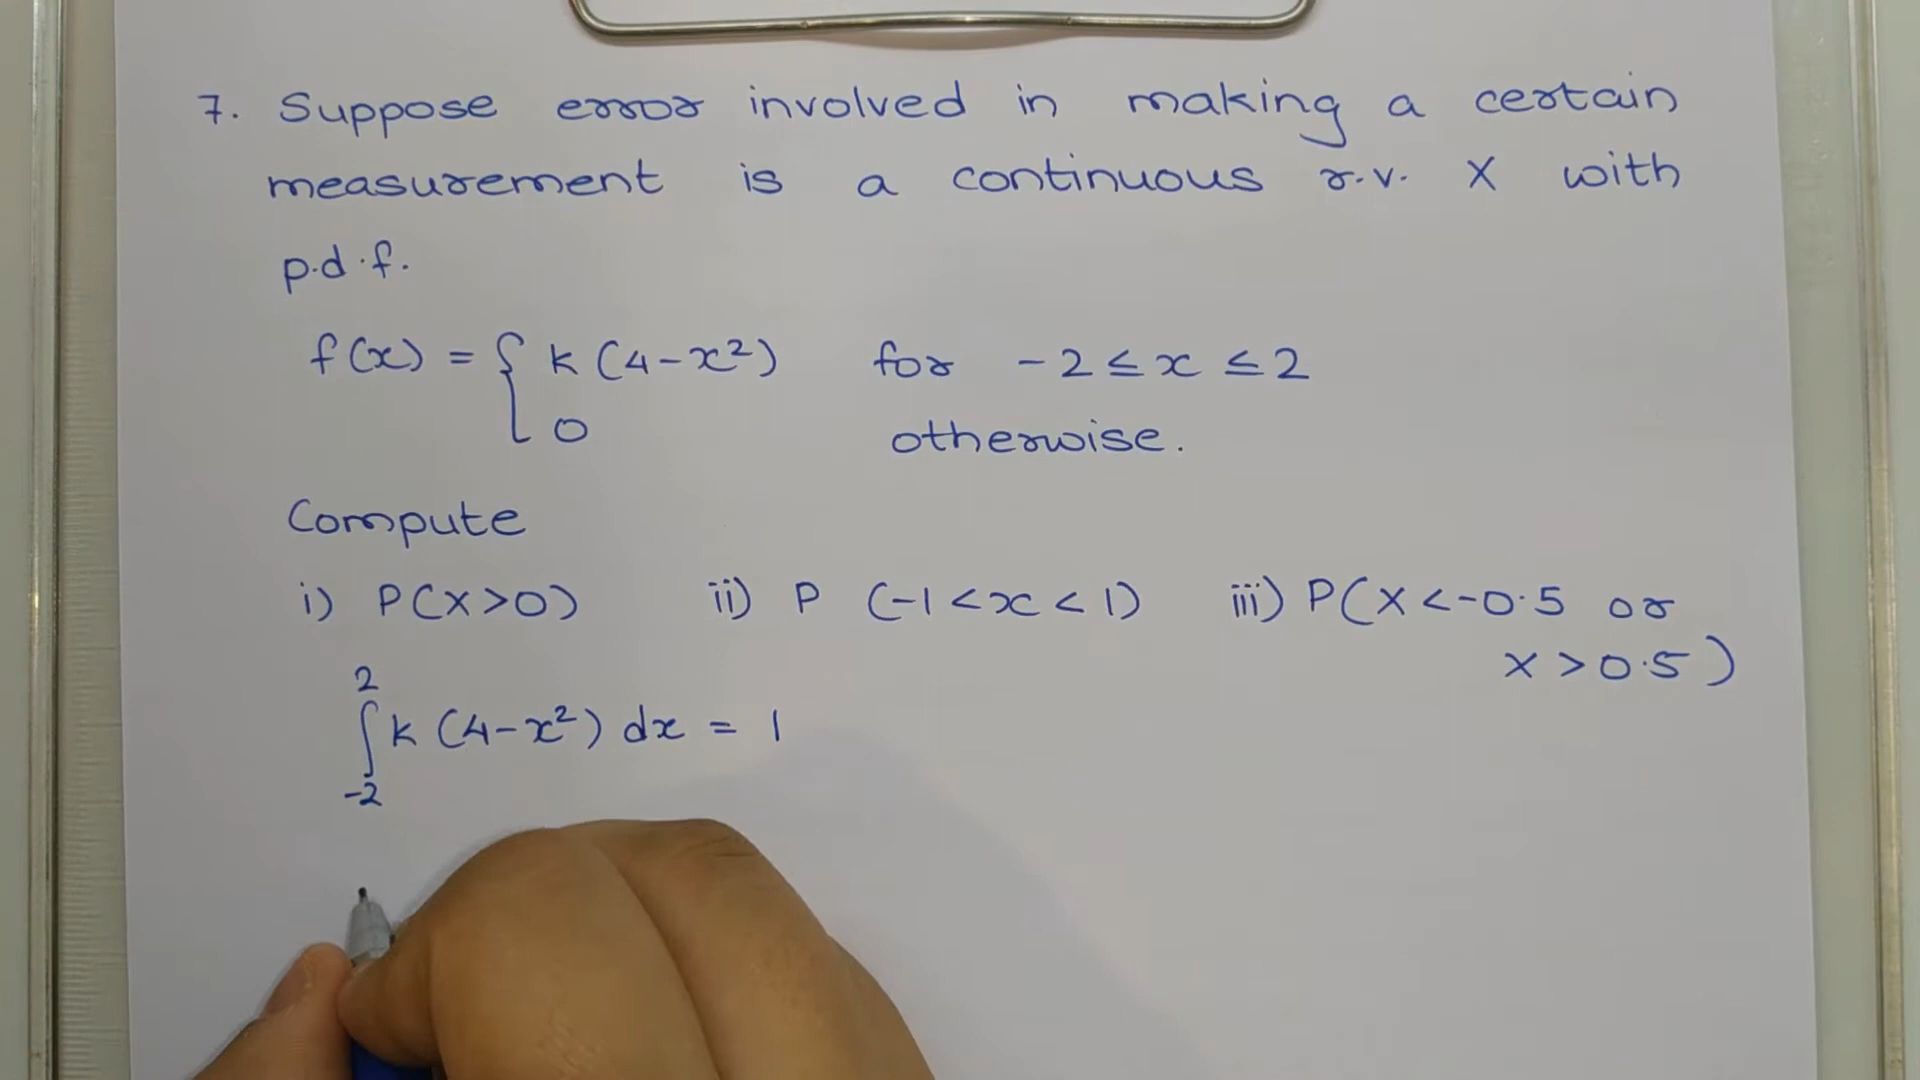 7. Suppose error involved in making a certain
measurement is a continuous r.v. X with
p.d.f.
f(x) = { k(4-x²) for -2 ≤ x ≤ 2
0 otherwise.
Compute
i) P(X>0) ii) P (-1<x<1) iii) P(X<-0.5 or
X>0.5)
2
∫ k (4-x²) dx = 1
-2